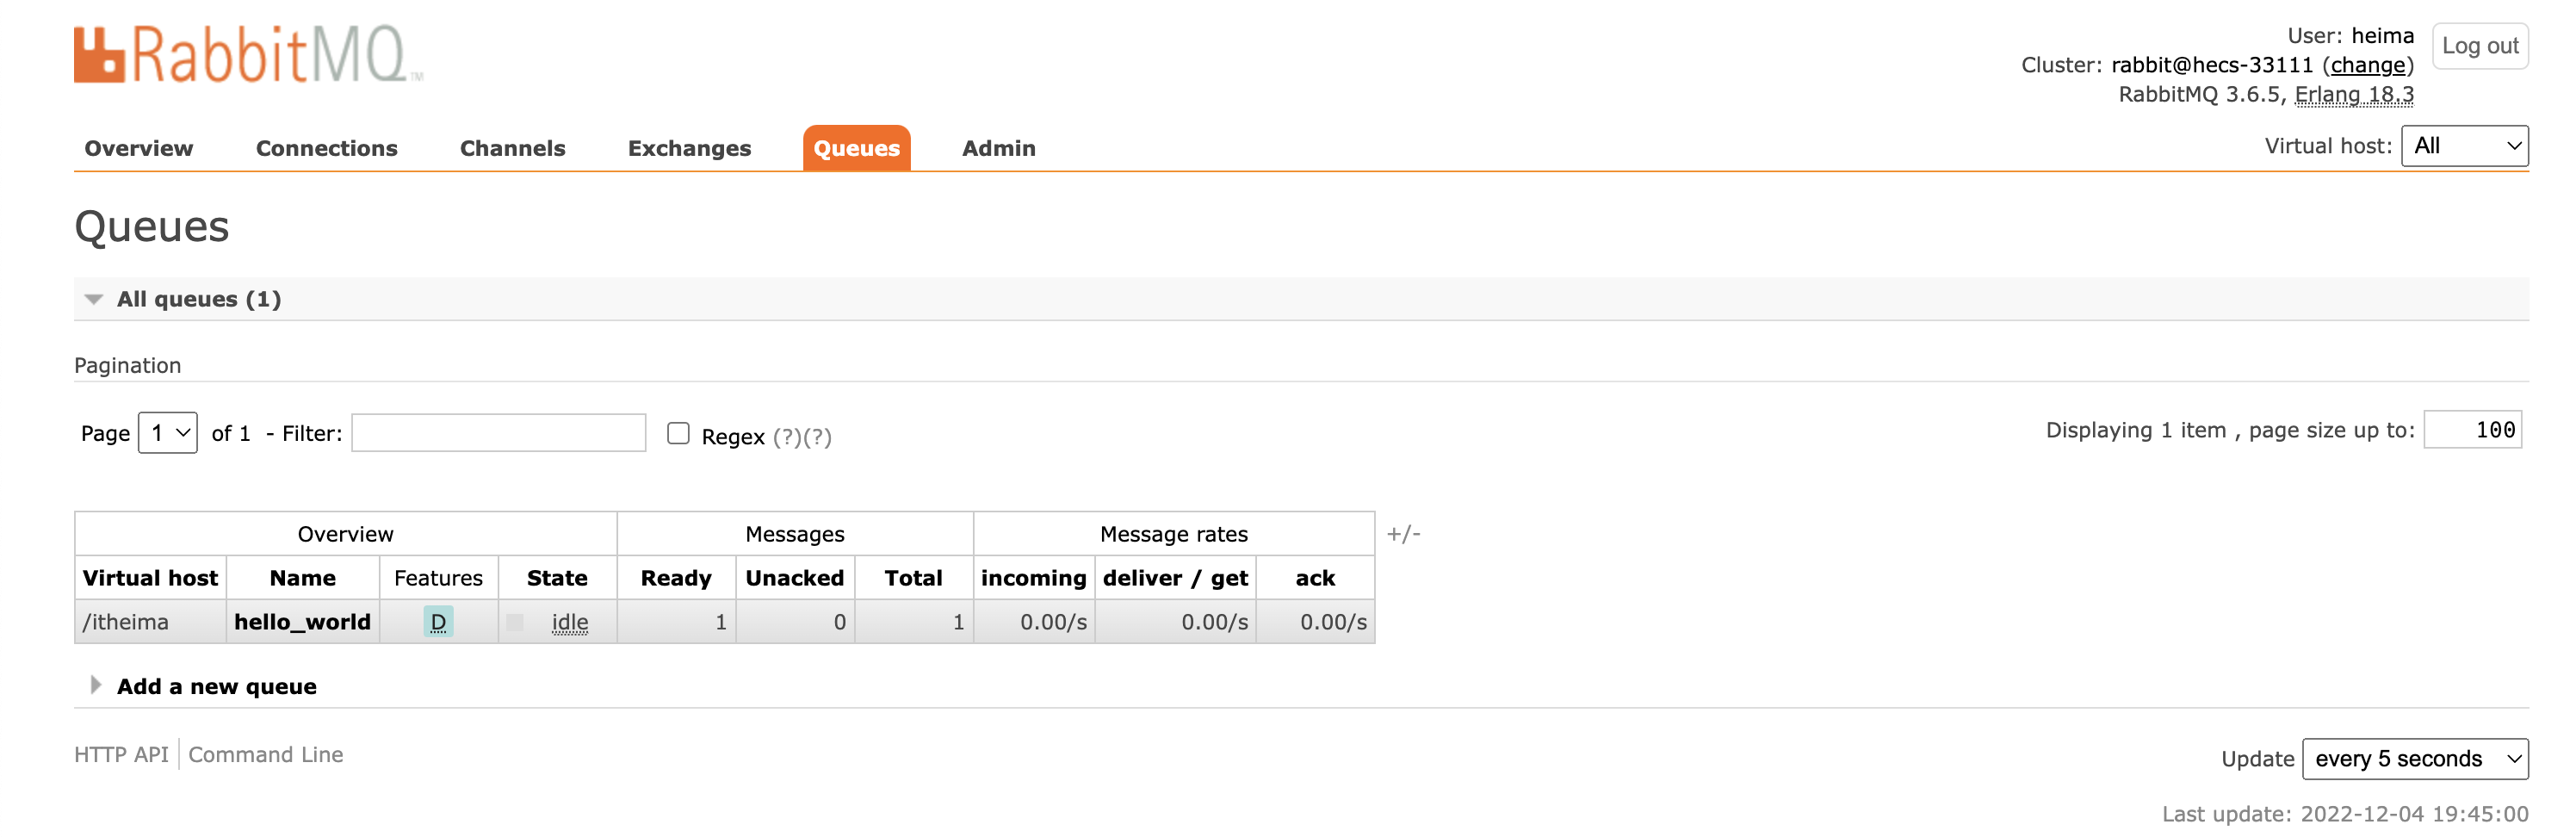 RabbitMQ™
User: heima
Log out
Cluster: rabbit@hecs-33111 (change)
RabbitMQ 3.6.5, Erlang 18.3
Overview Connections Channels Exchanges Queues Admin
Virtual host: All
Queues
All queues (1)
Pagination
Page 1 of 1 - Filter: Regex (?)(?)
Displaying 1 item , page size up to: 100
Overview Messages Message rates +/-
Virtual host Name Features State Ready Unacked Total incoming deliver / get ack
/itheima hello_world D idle 1 0 1 0.00/s 0.00/s 0.00/s
Add a new queue
HTTP API Command Line
Update every 5 seconds
Last update: 2022-12-04 19:45:00